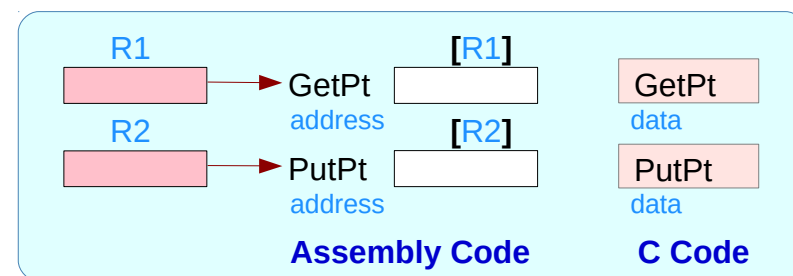 R1 [R1]
GetPt GetPt
address data
R2 [R2]
PutPt PutPt
address data
Assembly Code C Code